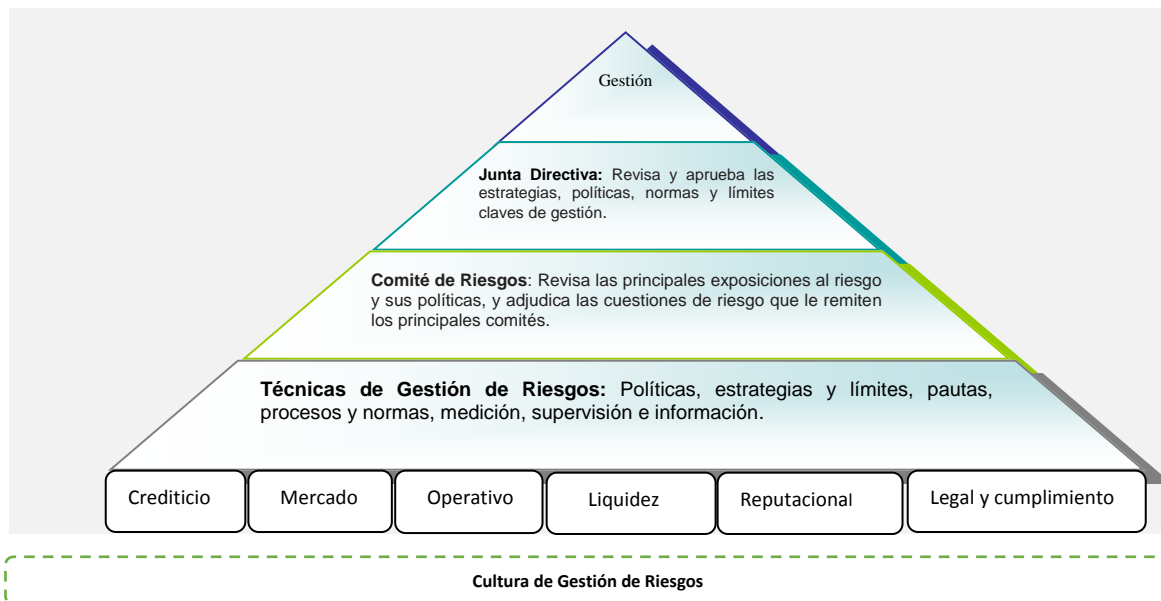 Gestión
Junta Directiva: Revisa y aprueba las
estrategias, políticas, normas y límites
claves de gestión.
Comité de Riesgos: Revisa las principales exposiciones al riesgo
y sus políticas, y adjudica las cuestiones de riesgo que le remiten
los principales comités.
Técnicas de Gestión de Riesgos: Políticas, estrategias y límites, pautas,
procesos y normas, medición, supervisión e información.
Crediticio
Mercado
Operativo
Liquidez
Reputacional
Legal y cumplimiento
Cultura de Gestión de Riesgos